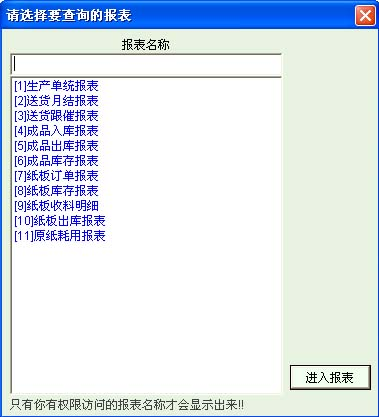 请选择要查询的报表
报表名称
[1]生产单统报表
[2]送货月结报表
[3]送货跟催报表
[4]成品入库报表
[5]成品出库报表
[6]成品库存报表
[7]纸板订单报表
[8]纸板库存报表
[9]纸板收料明细
[10]纸板出库报表
[11]原纸耗用报表
进入报表
只有你有权限访问的报表名称才会显示出来!!